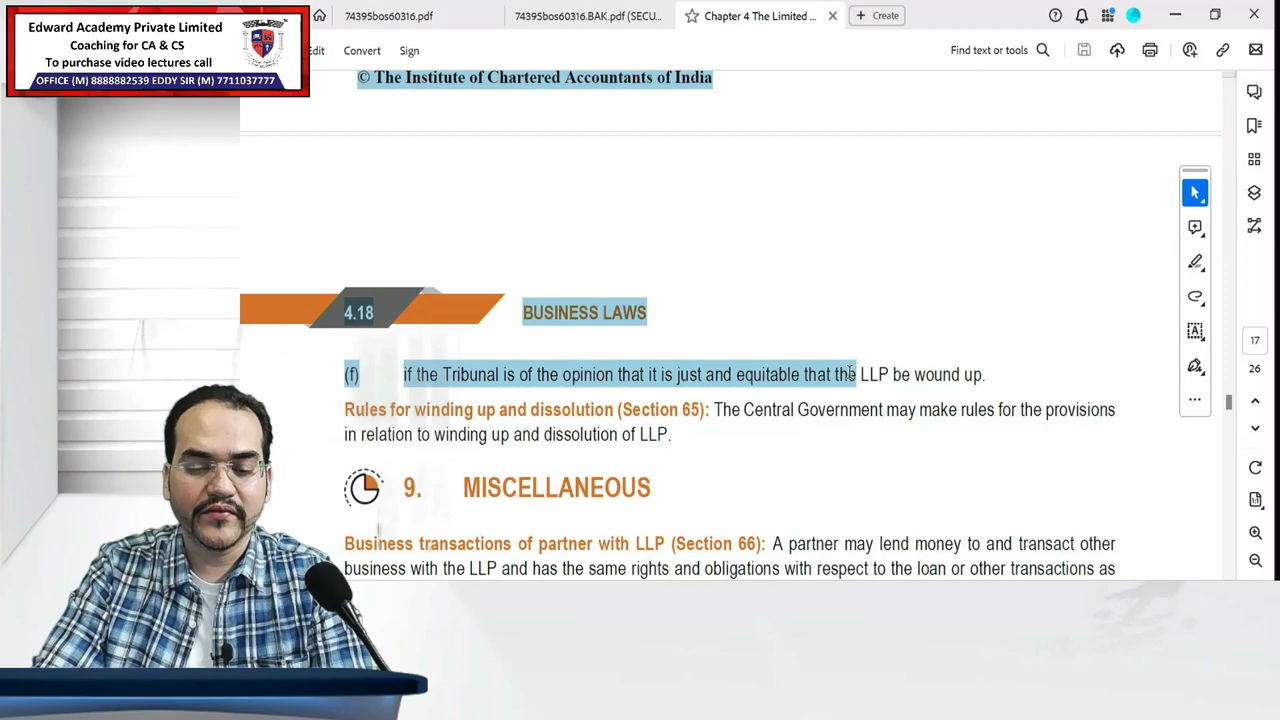 Edward Academy Private Limited
Coaching for CA & CS
To purchase video lectures call
OFFICE (M) 8888882539 EDDY SIR (M) 7711037777
74395bos60316.pdf
74395bos60316.BAK.pdf (SECU...
Chapter 4 The Limited ...
Create
Edit
Convert
Sign
Find text or tools
© The Institute of Chartered Accountants of India
4.18
BUSINESS LAWS
(f) if the Tribunal is of the opinion that it is just and equitable that the LLP be wound up.
Rules for winding up and dissolution (Section 65): The Central Government may make rules for the provisions
in relation to winding up and dissolution of LLP.
9. MISCELLANEOUS
Business transactions of partner with LLP (Section 66): A partner may lend money to and transact other
business with the LLP and has the same rights and obligations with respect to the loan or other transactions as
17
26